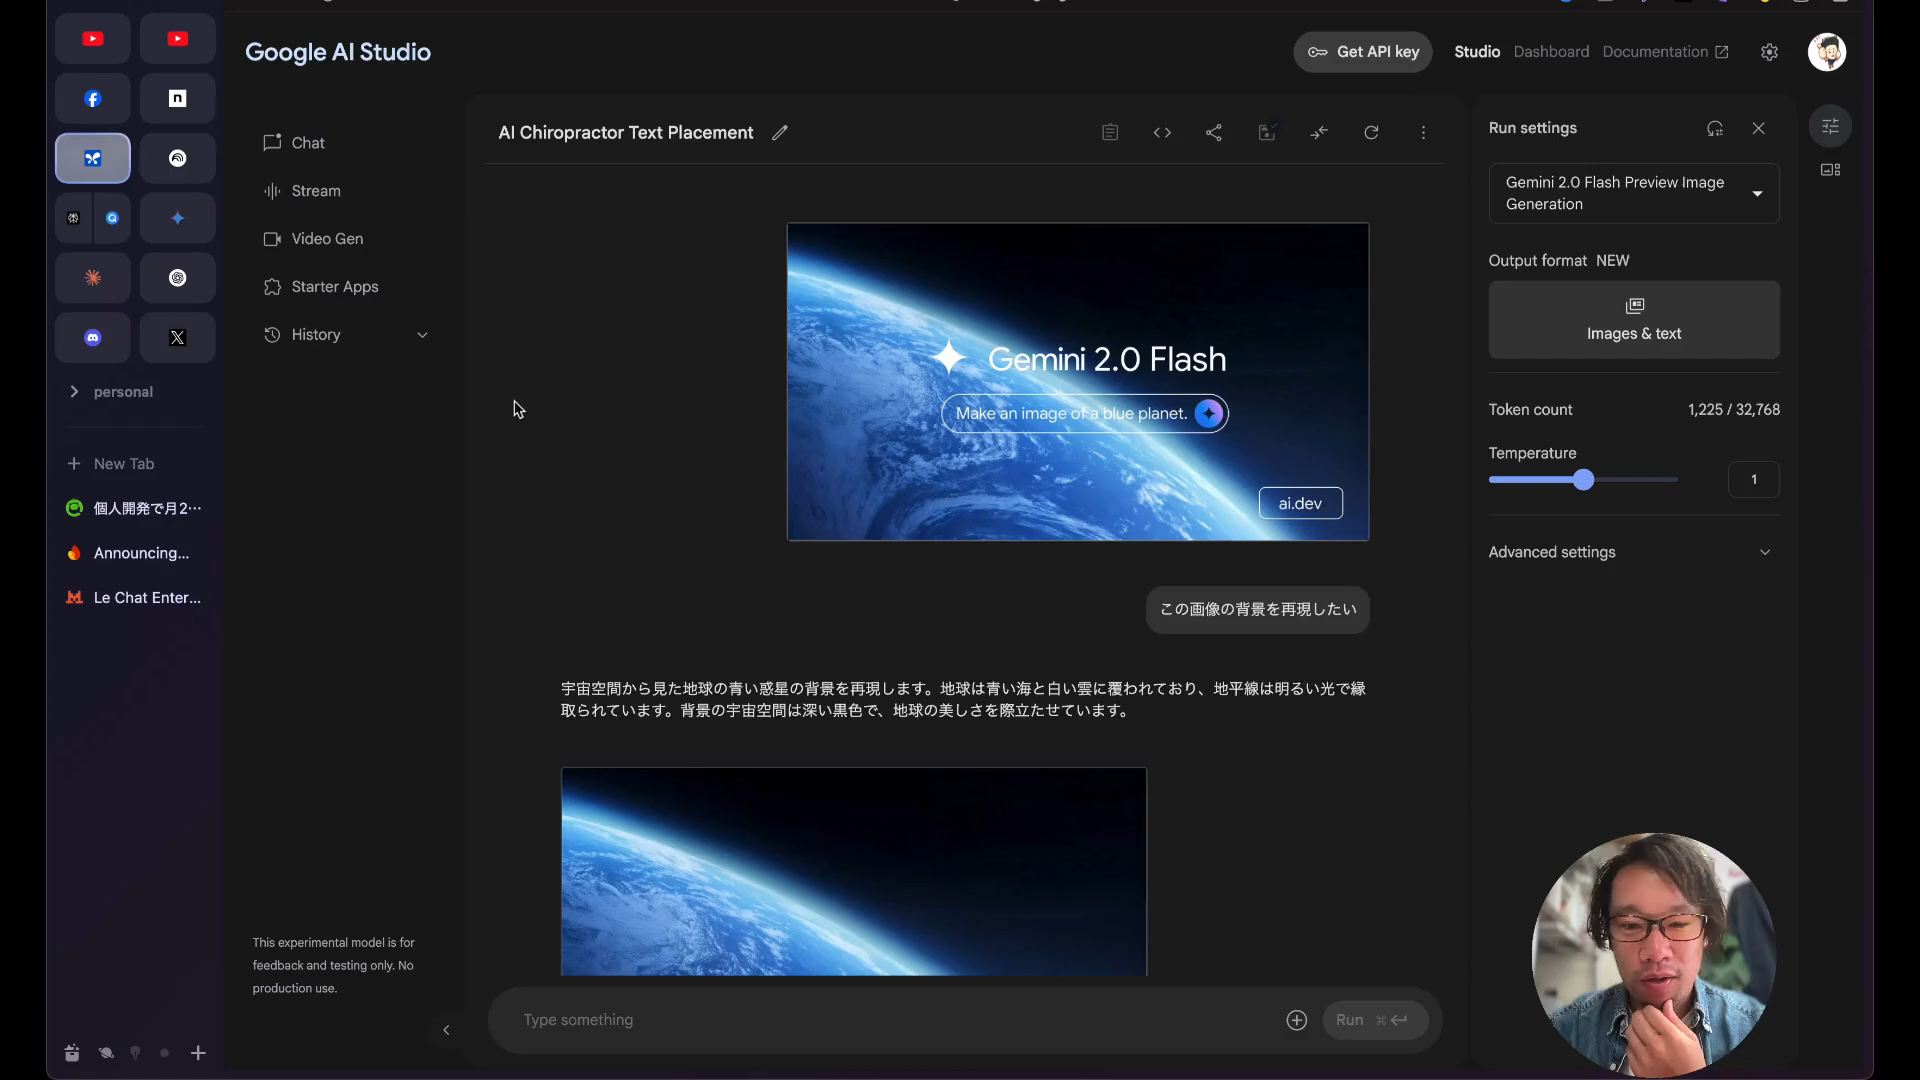 Google AI Studio
Get API key
Studio
Dashboard
Documentation
Chat
Stream
Video Gen
Starter Apps
History
personal
New Tab
個人開発で月2…
Announcing...
Le Chat Enter...
This experimental model is for
feedback and testing only. No
production use.
AI Chiropractor Text Placement
Gemini 2.0 Flash
Make an image of a blue planet.
ai.dev
この画像の背景を再現したい
宇宙空間から見た地球の青い惑星の背景を再現します。地球は青い海と白い雲に覆われており、地平線は明るい光で縁
取られています。背景の宇宙空間は深い黒色で、地球の美しさを際立たせています。
Type something
Run ⌘
Run settings
Gemini 2.0 Flash Preview Image
Generation
Output format NEW
Images & text
Token count 1,225 / 32,768
Temperature
1
Advanced settings